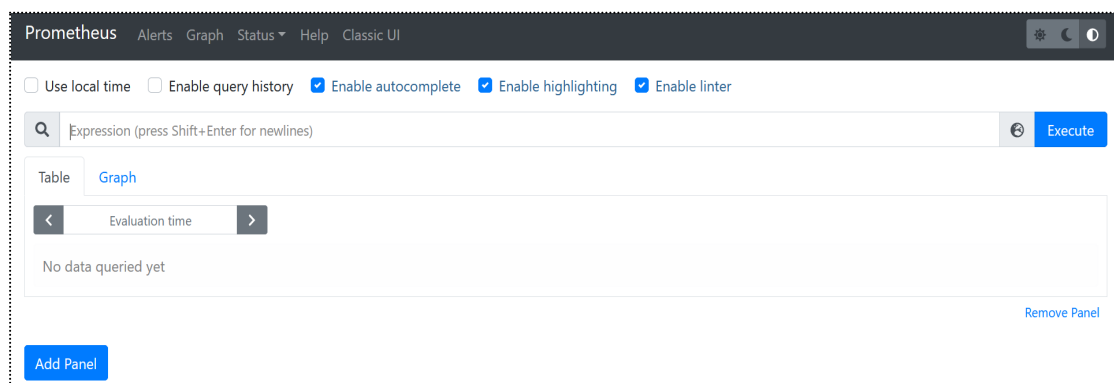 Prometheus Alerts Graph Status Help Classic UI
Use local time Enable query history Enable autocomplete Enable highlighting Enable linter
Expression (press Shift+Enter for newlines) Execute
Table Graph
Evaluation time
No data queried yet
Remove Panel
Add Panel